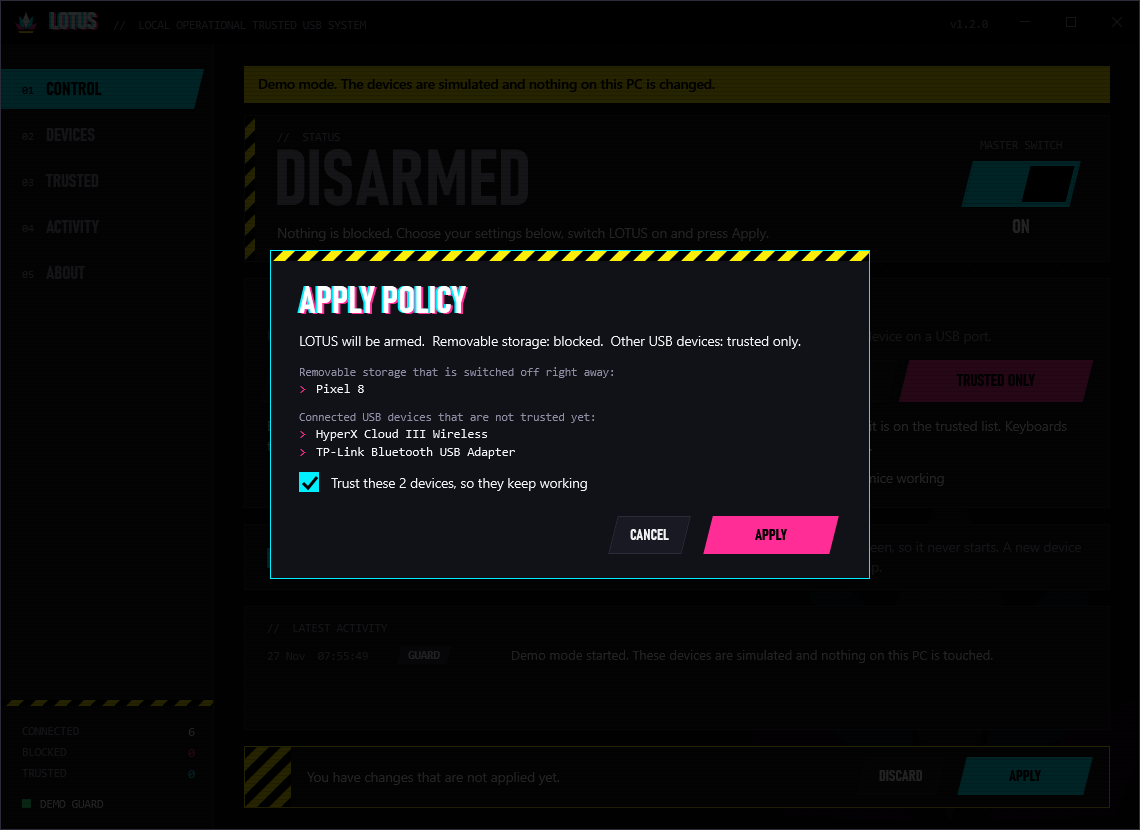 LOTUS // LOCAL OPERATIONAL TRUSTED USB SYSTEM
v1.2.8
01 CONTROL
02 DEVICES
03 TRUSTED
04 ACTIVITY
05 ABOUT
Demo mode. The devices are simulated and nothing on this PC is changed.
// STATUS
DISARMED
Nothing is blocked. Choose your settings below, switch LOTUS on and press Apply.
MASTER SWITCH
ON
APPLY POLICY
LOTUS will be armed. Removable storage: blocked. Other USB devices: trusted only.
Removable storage that is switched off right away:
> Pixel 8
Connected USB devices that are not trusted yet:
> HyperX Cloud III Wireless
> TP-Link Bluetooth USB Adapter
Trust these 2 devices, so they keep working
CANCEL
APPLY
device on a USB port.
TRUSTED ONLY
it is on the trusted list. Keyboards
mice working
so it never starts. A new device
// LATEST ACTIVITY
27 Nov 07:55:49 GUARD Demo mode started. These devices are simulated and nothing on this PC is touched.
CONNECTED 6
BLOCKED 0
TRUSTED 0
DEMO GUARD
You have changes that are not applied yet.
DISCARD
APPLY